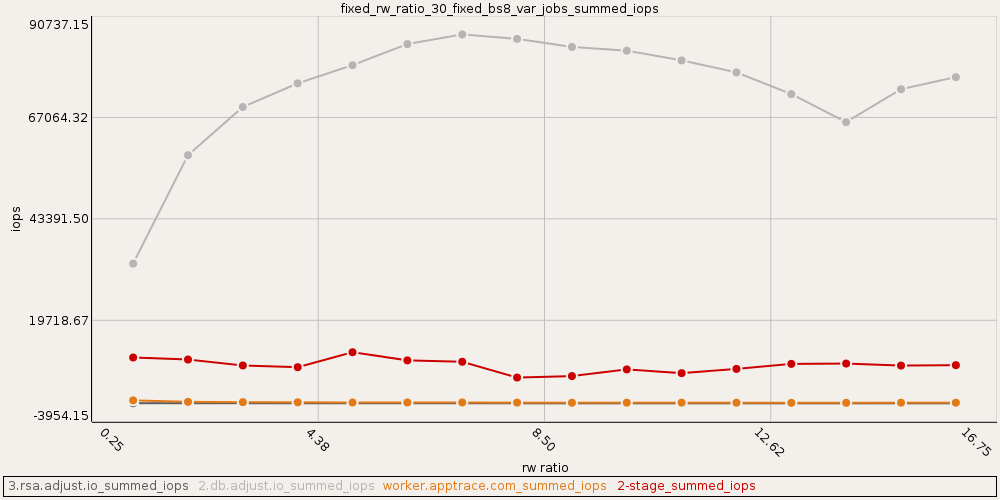 fixed_rw_ratio_30_fixed_bs8_var_jobs_summed_iops
90737.15
67064.32
43391.50
19718.67
-3954.15
iops
0.25 4.38 8.50 12.62 16.75
rw ratio
3.rsa.adjust.io_summed_iops 2.db.adjust.io_summed_iops worker.apptrace.com_summed_iops 2-stage_summed_iops